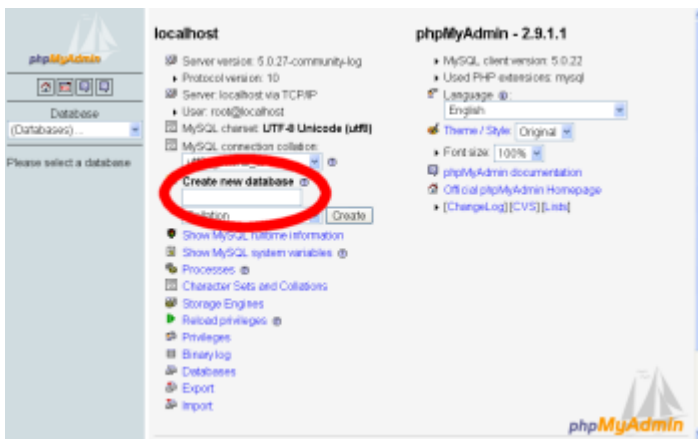 phpMyAdmin
Database
(Databases) ...
Please select a database
localhost
Server version: 5.0.27-community-log
Protocol version: 10
Server: localhost via TCP/IP
User: root@localhost
MySQL charset: UTF-8 Unicode (utf8)
MySQL connection collation:
Create new database
Collation
Create
Show MySQL runtime information
Show MySQL system variables
Processes
Character Sets and Collations
Storage Engines
Reload privileges
Privileges
Binary log
Databases
Export
Import
phpMyAdmin - 2.9.1.1
MySQL client version: 5.0.22
Used PHP extensions: mysql
Language :
English
Theme / Style: Original
Font size: 100%
phpMyAdmin documentation
Official phpMyAdmin Homepage
[ChangeLog] [CVS] [Lists]
phpMyAdmin